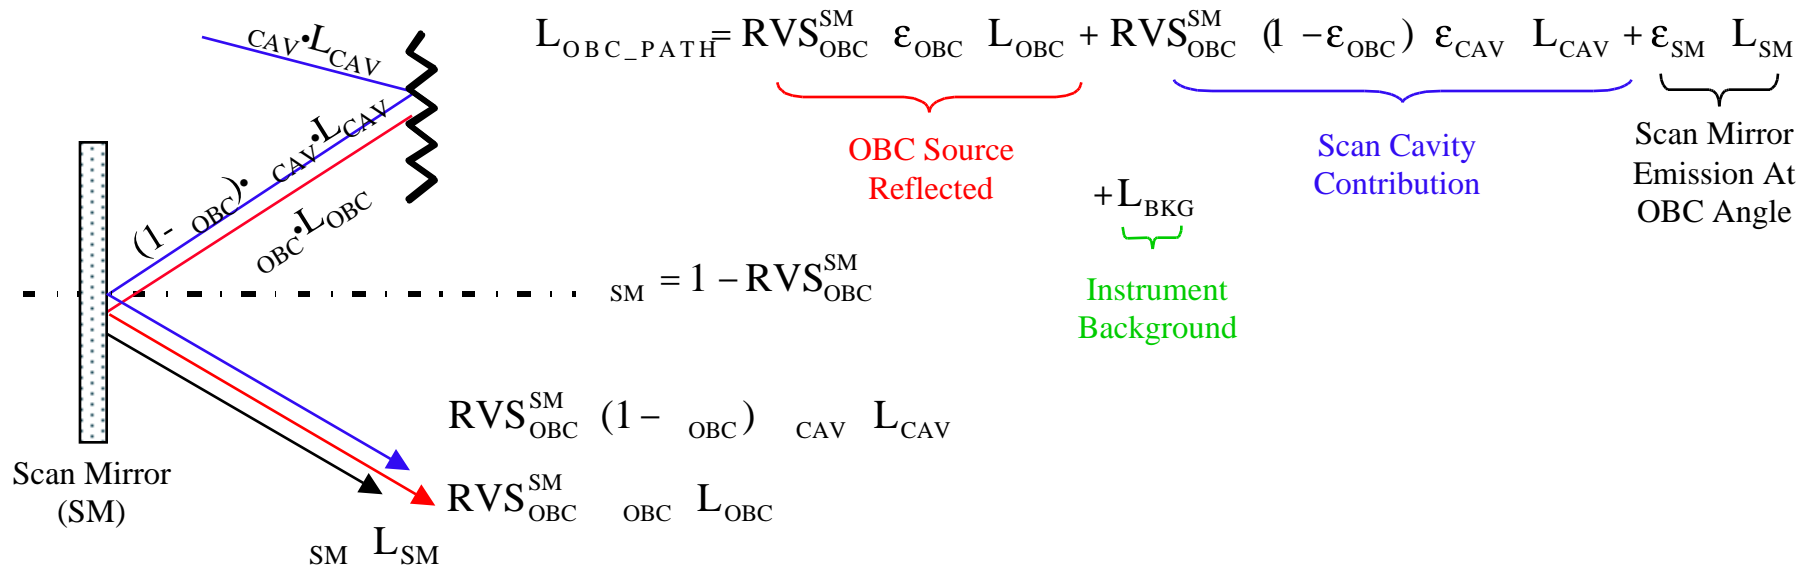 L_OBC_PATH = RVS^SM_OBC ε_OBC L_OBC + RVS^SM_OBC (1 - ε_OBC) ε_CAV L_CAV + ε_SM L_SM
OBC Source
Reflected
Scan Cavity
Contribution
Scan Mirror
Emission At
OBC Angle
+ L_BKG
Instrument
Background
CAV•L_CAV
(1- OBC)• CAV•L_CAV
OBC•L_OBC
SM = 1 - RVS^SM_OBC
RVS^SM_OBC (1 - OBC) CAV L_CAV
RVS^SM_OBC OBC L_OBC
SM L_SM
Scan Mirror
(SM)